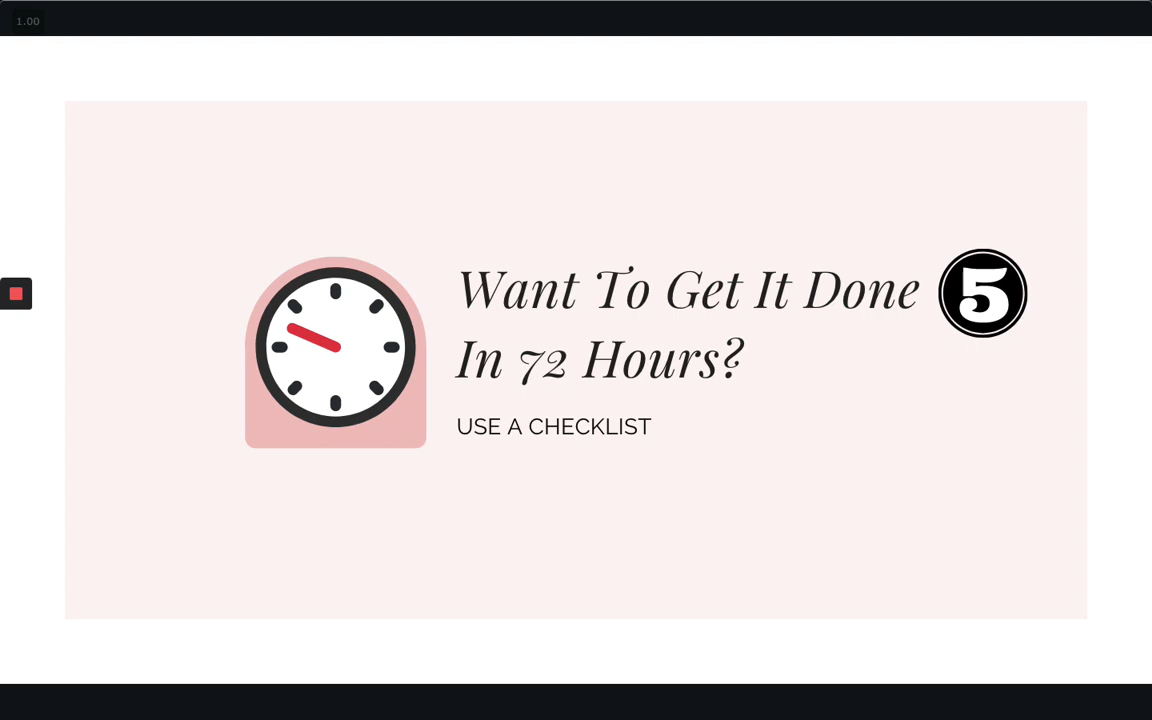 1.00
Want To Get It Done
5
In 72 Hours?
USE A CHECKLIST